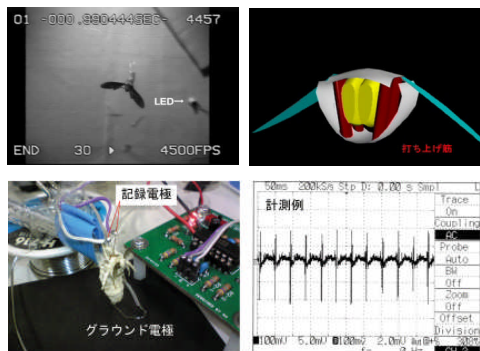 01 -000.990444SEC- 4457
LED→
END 30 4500FPS
打ち上げ筋
記録電極
グラウンド電極
50ms 200kS/s Stp D: 0.00 s Smpl
計測例
Trace
On
Coupling
AC
Probe
Auto
BW
Off
Zoom
Off
Offset
Division
100mV 5.0mV 100mV 2.0mV
Hz